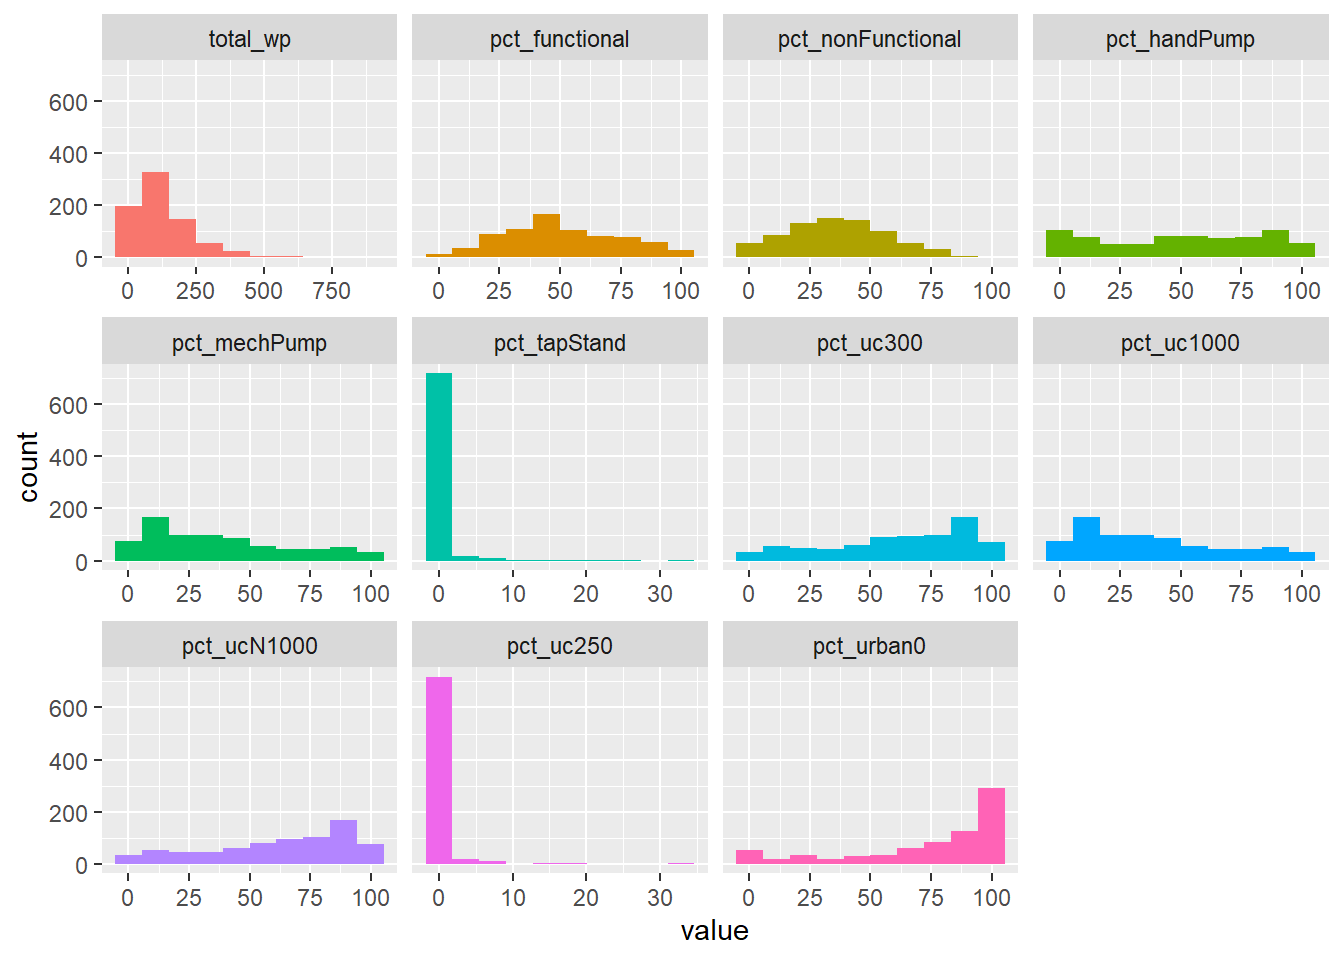 total_wp pct_functional pct_nonFunctional pct_handPump
600
400
200
0
0 250 500 750 0 25 50 75 100 0 25 50 75 100 0 25 50 75 100
pct_mechPump pct_tapStand pct_uc300 pct_uc1000
600
400
200
0
0 25 50 75 100 0 10 20 30 0 25 50 75 100 0 25 50 75 100
count
pct_ucN1000 pct_uc250 pct_urban0
600
400
200
0
0 25 50 75 100 0 10 20 30 0 25 50 75 100
value